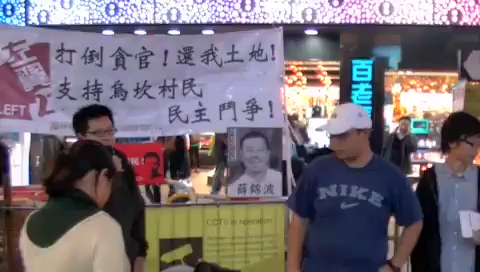 打倒貪官！還我土地！
支持烏坎村民
民主鬥爭！
LEFT 21
百老
薛錦波
CCTV in operation
NIKE